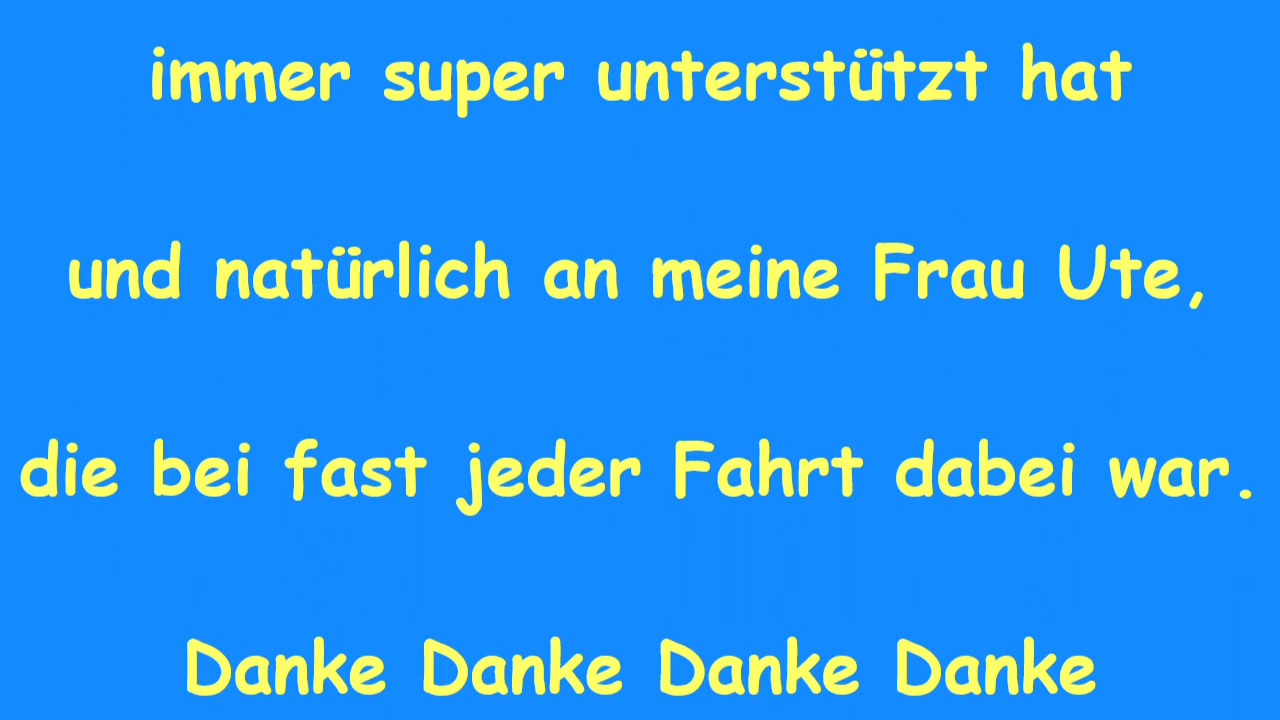 immer super unterstützt hat
und natürlich an meine Frau Ute,
die bei fast jeder Fahrt dabei war.
Danke Danke Danke Danke